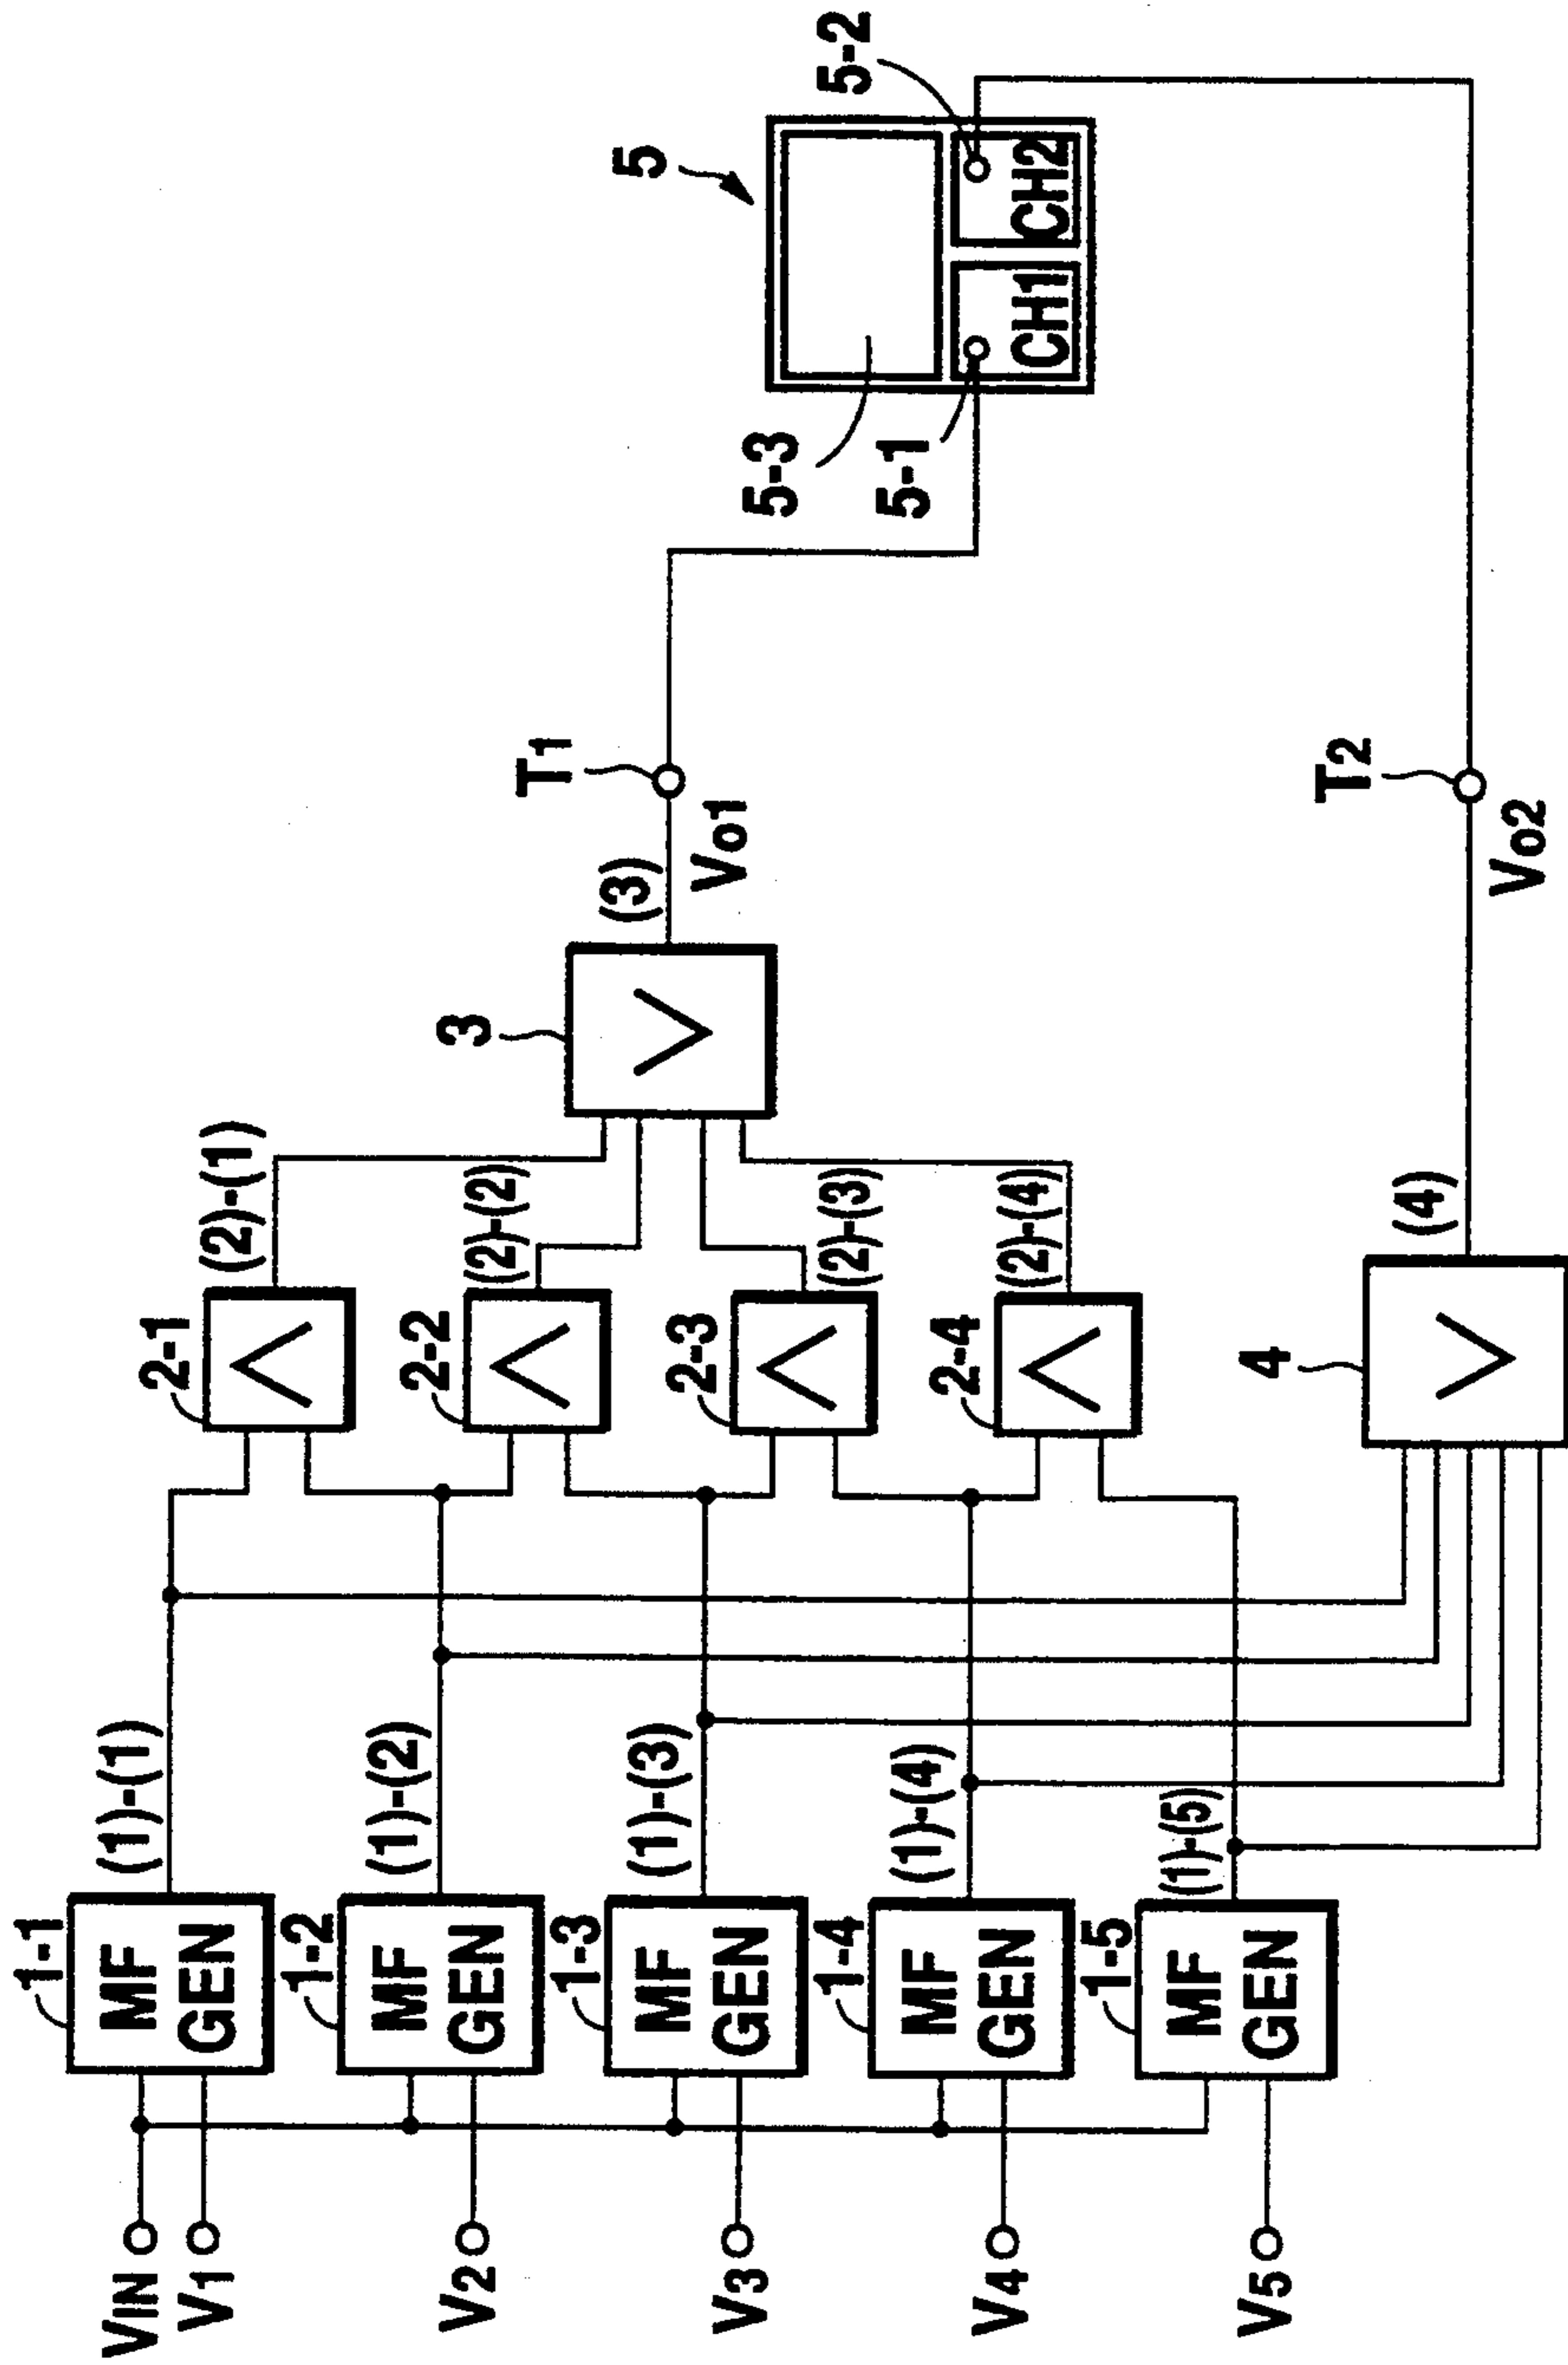 VIN
V1
V2
V3
V4
V5
1-1
MF
GEN
1-2
MF
GEN
1-3
MF
GEN
1-4
MF
GEN
1-5
MF
GEN
(1)-(1)
(1)-(2)
(1)-(3)
(1)-(4)
(1)-(5)
2-1
∧
2-2
∧
2-3
∧
2-4
∧
(2)-(1)
(2)-(2)
(2)-(3)
(2)-(4)
3
∨
(3)
Vo1
T1
4
∨
(4)
Vo2
T2
5
5-3
5-1
5-2
CH1
CH2